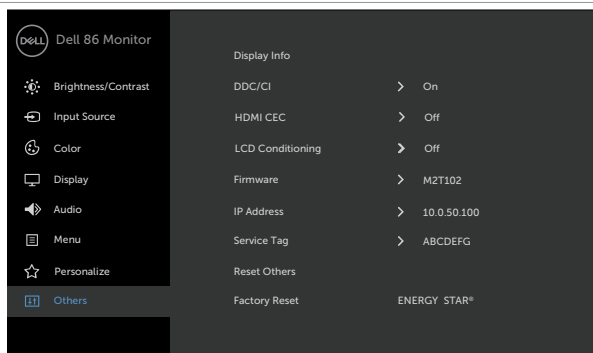 DELL Dell 86 Monitor
Display Info
Brightness/Contrast DDC/CI > On
Input Source HDMI CEC > Off
Color LCD Conditioning > Off
Display Firmware > M2T102
Audio IP Address > 10.0.50.100
Menu Service Tag > ABCDEFG
Personalize Reset Others
Others Factory Reset ENERGY STAR®